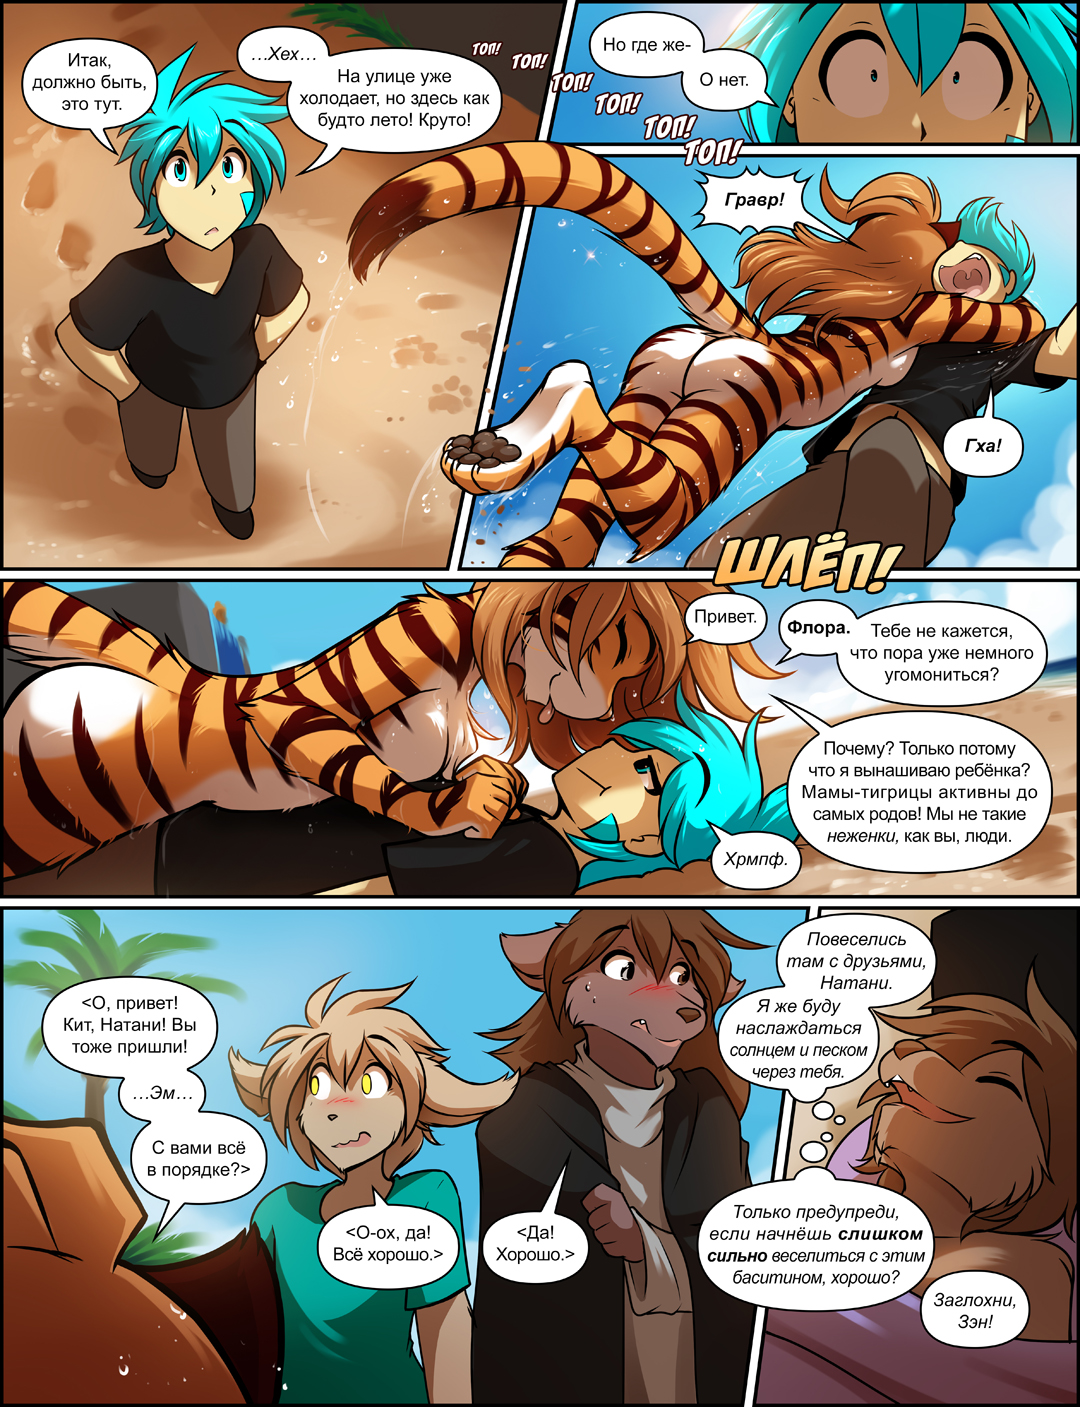 Итак,
должно быть,
это тут.
...Хех...
На улице уже
холодает, но здесь как
будто лето! Круто!
ТОП!
ТОП!
ТОП!
ТОП!
ТОП!
ТОП!
Но где же-
О нет.
Гравр!
Гха!
ШЛЁП!
Привет.
Флора.
Тебе не кажется,
что пора уже немного
угомониться?
Почему? Только потому
что я вынашиваю ребёнка?
Мамы-тигрицы активны до
самых родов! Мы не такие
неженки, как вы, люди.
Хрмпф.
<О, привет!
Кит, Натани! Вы
тоже пришли!
...Эм...
С вами всё
в порядке?>
<О-ох, да!
Всё хорошо.>
<Да!
Хорошо.>
Повеселись
там с друзьями,
Натани.
Я же буду
наслаждаться
солнцем и песком
через тебя.
Только предупреди,
если начнёшь слишком
сильно веселиться с этим
баситином, хорошо?
Заглохни,
Зэн!